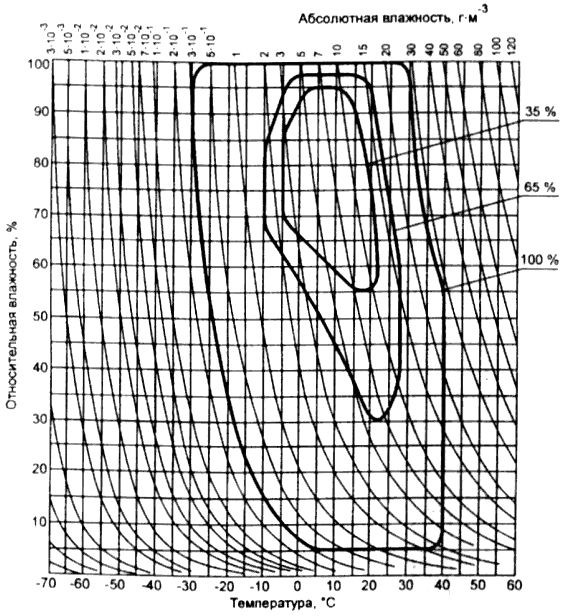 Абсолютная влажность, г·м⁻³
3·10⁻² 5·10⁻² 1·10⁻² 2·10⁻² 5·10⁻² 7·10⁻² 1·10⁻¹ 2·10⁻¹ 3·10⁻¹ 5·10⁻¹ 1 2 3 5 7 10 15 20 30 40 50 60 80 100 120
100
90
35 %
80
65 %
70
100 %
60
50
40
30
20
10
Относительная влажность, %
-70 -60 -50 -40 -30 -20 -10 0 10 20 30 40 50 60
Температура, °С